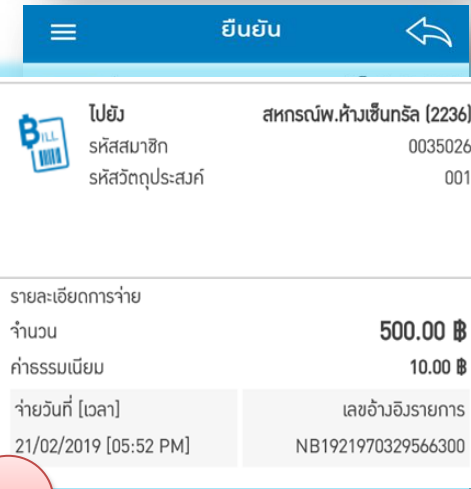 ยืนยัน
BILL
ไปยัง สหกรณ์พ.ห้างเซ็นทรัล (2236)
รหัสสมาชิก 0035026
รหัสวัตถุประสงค์ 001
รายละเอียดการจ่าย
จำนวน 500.00 ฿
ค่าธรรมเนียม 10.00 ฿
จ่ายวันที่ [เวลา] เลขอ้างอิงรายการ
21/02/2019 [05:52 PM] NB1921970329566300